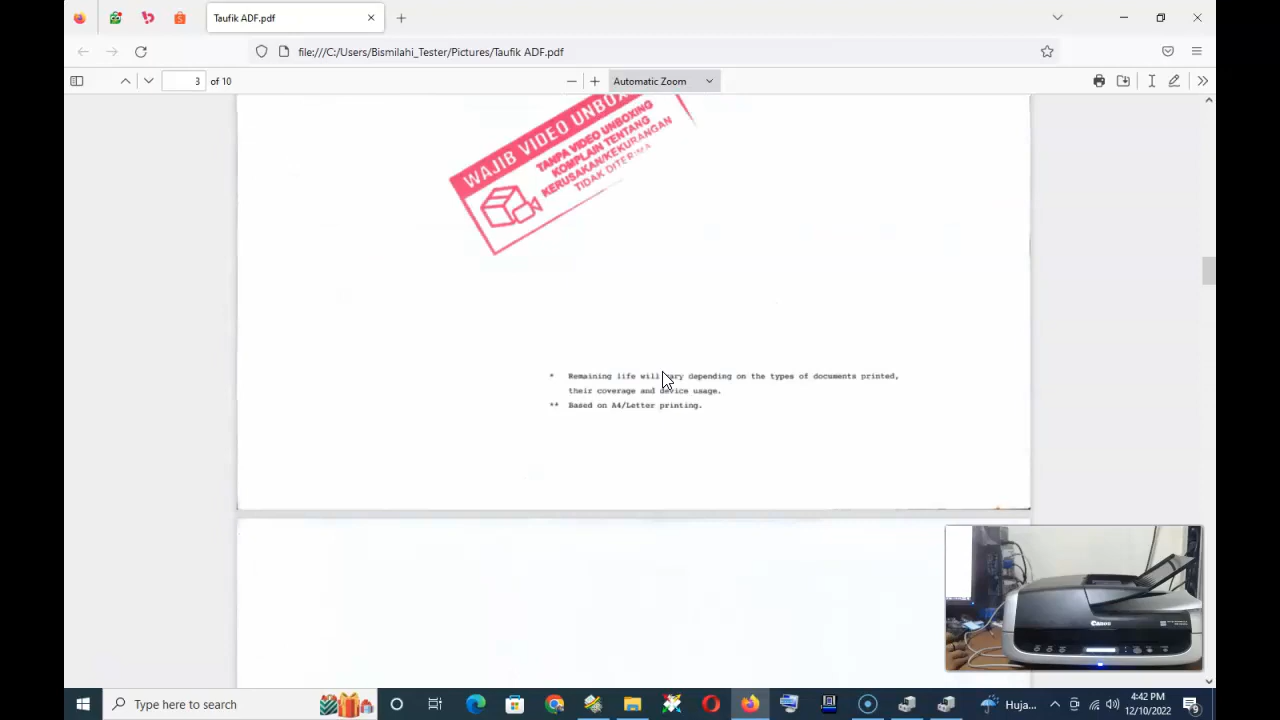 Taufik ADF.pdf
file:///C:/Users/Bismilahi_Tester/Pictures/Taufik ADF.pdf
3 of 10
Automatic Zoom
WAJIB VIDEO UNBOX
TANPA VIDEO UNBOXING
KOMPLAIN TENTANG
KERUSAKAN/KEKURANGAN
TIDAK DITERIMA
* Remaining life will vary depending on the types of documents printed,
their coverage and device usage.
** Based on A4/Letter printing.
Canon
Type here to search
Huja...
4:42 PM
12/10/2022
9